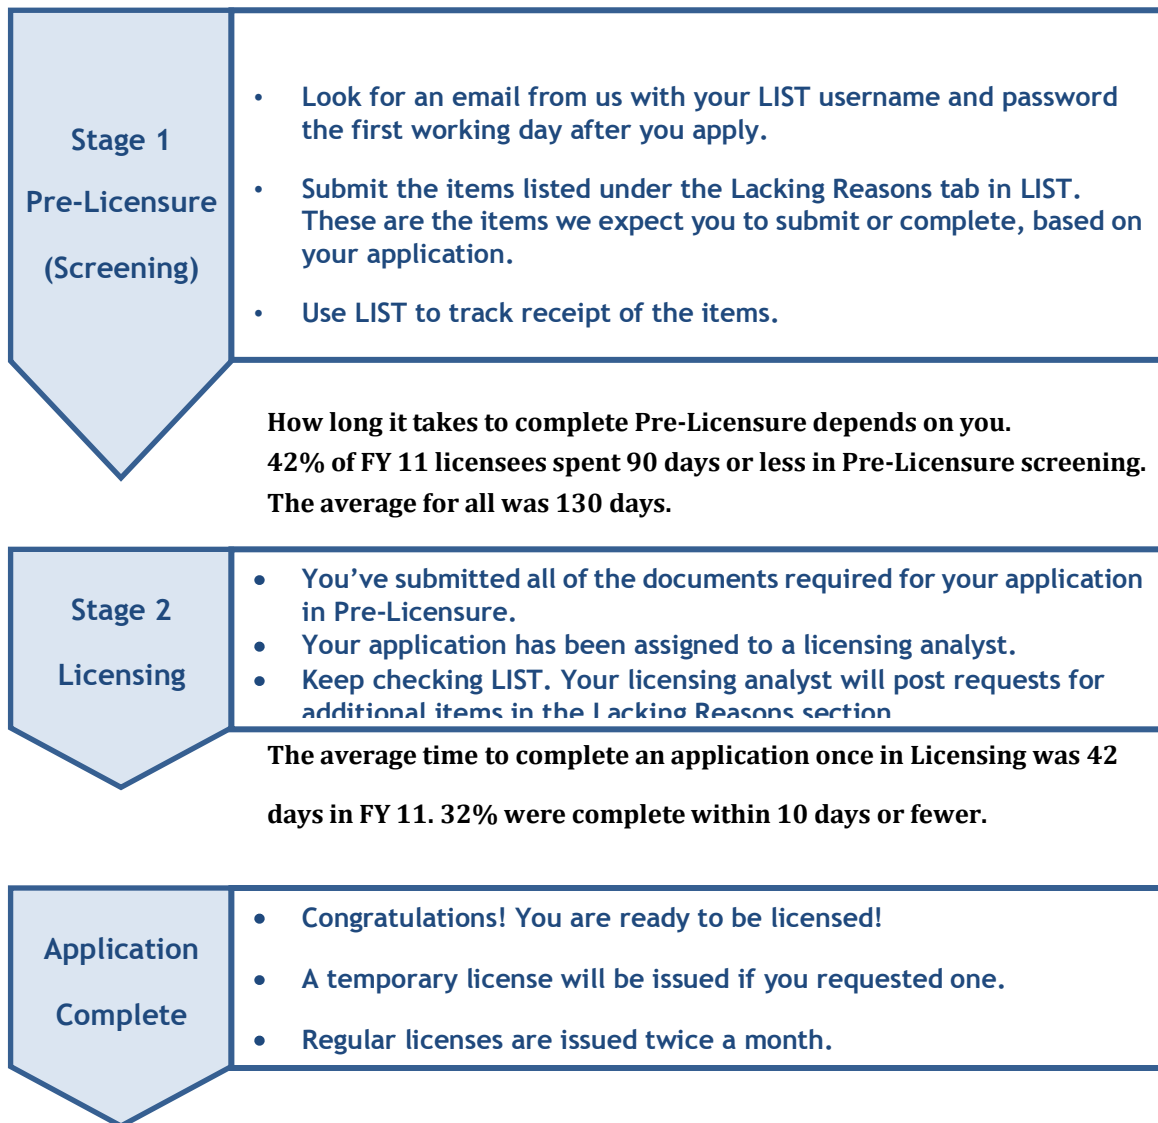 Stage 1
Pre-Licensure
(Screening)
• Look for an email from us with your LIST username and password
the first working day after you apply.
• Submit the items listed under the Lacking Reasons tab in LIST.
These are the items we expect you to submit or complete, based on
your application.
• Use LIST to track receipt of the items.
How long it takes to complete Pre-Licensure depends on you.
42% of FY 11 licensees spent 90 days or less in Pre-Licensure screening.
The average for all was 130 days.
Stage 2
Licensing
• You’ve submitted all of the documents required for your application
in Pre-Licensure.
• Your application has been assigned to a licensing analyst.
• Keep checking LIST. Your licensing analyst will post requests for
additional items in the Lacking Reasons section
The average time to complete an application once in Licensing was 42
days in FY 11. 32% were complete within 10 days or fewer.
Application
Complete
• Congratulations! You are ready to be licensed!
• A temporary license will be issued if you requested one.
• Regular licenses are issued twice a month.